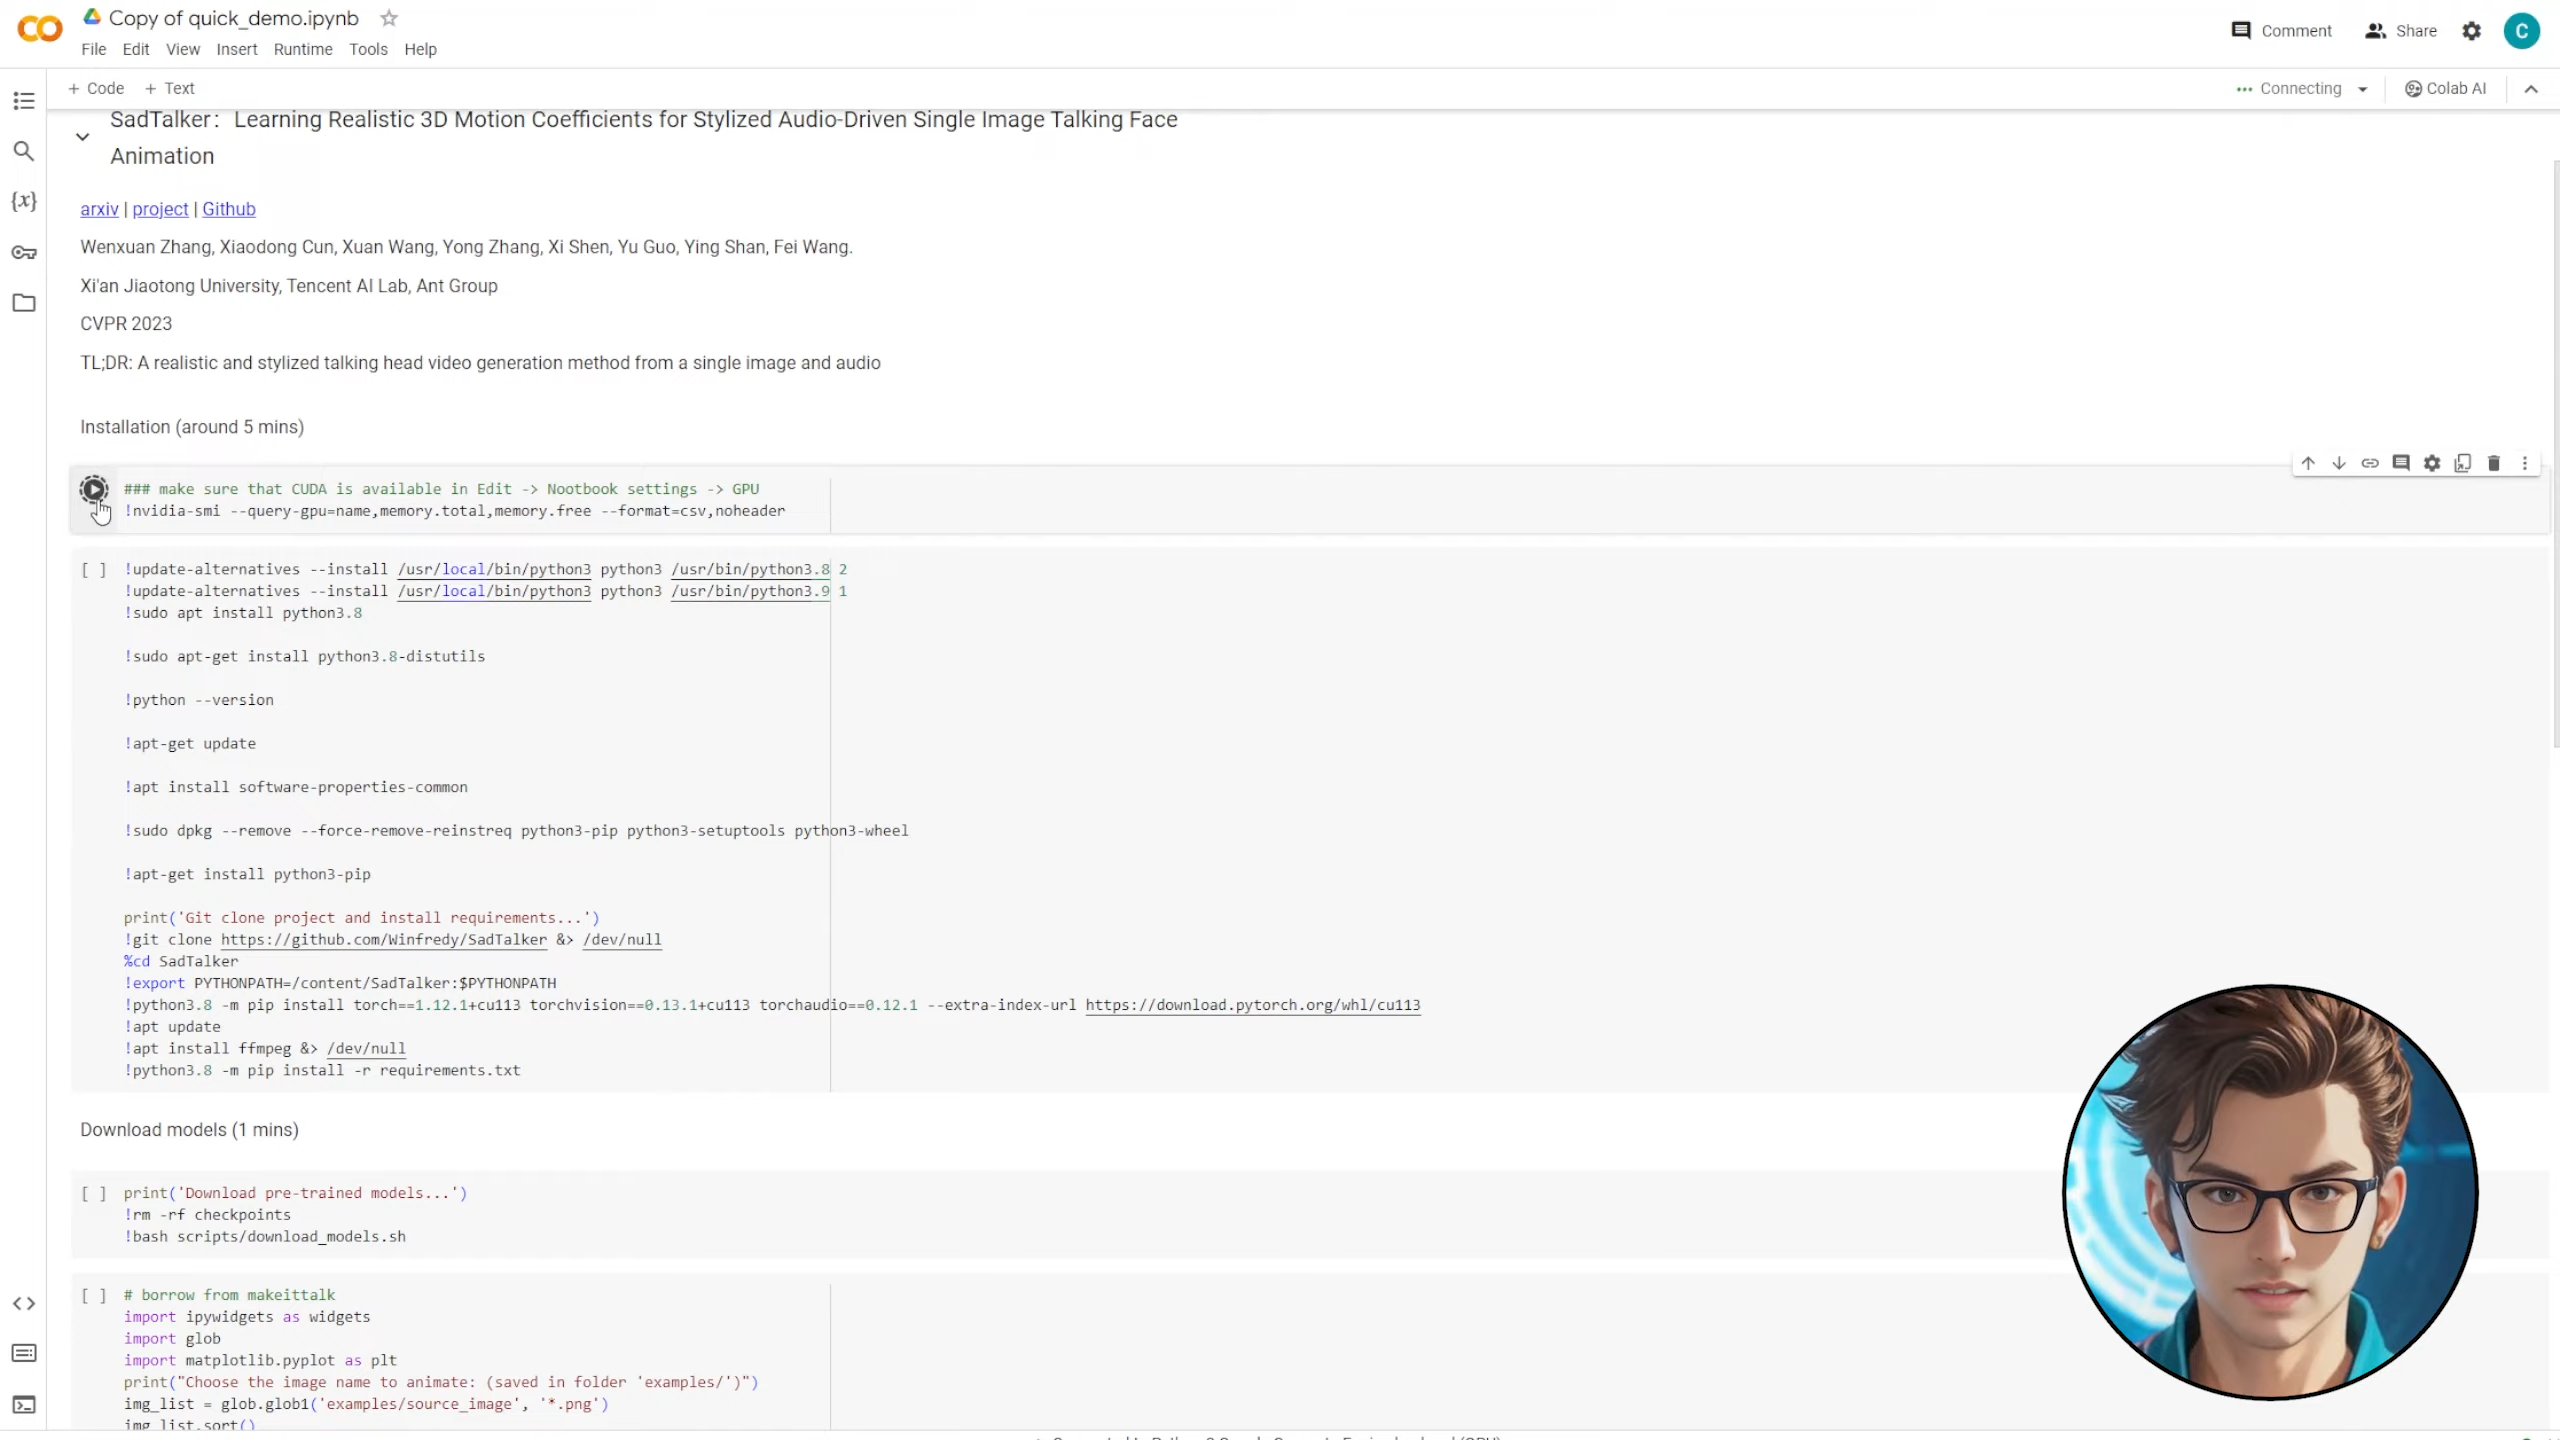 Copy of quick_demo.ipynb
File Edit View Insert Runtime Tools Help
Comment Share C
+ Code + Text
Connecting Colab AI
SadTalker: Learning Realistic 3D Motion Coefficients for Stylized Audio-Driven Single Image Talking Face
Animation
arxiv | project | Github
Wenxuan Zhang, Xiaodong Cun, Xuan Wang, Yong Zhang, Xi Shen, Yu Guo, Ying Shan, Fei Wang.
Xi'an Jiaotong University, Tencent AI Lab, Ant Group
CVPR 2023
TL;DR: A realistic and stylized talking head video generation method from a single image and audio
Installation (around 5 mins)
### make sure that CUDA is available in Edit -> Nootbook settings -> GPU
!nvidia-smi --query-gpu=name,memory.total,memory.free --format=csv,noheader
[ ] !update-alternatives --install /usr/local/bin/python3 python3 /usr/bin/python3.8 2
!update-alternatives --install /usr/local/bin/python3 python3 /usr/bin/python3.9 1
!sudo apt install python3.8
!sudo apt-get install python3.8-distutils
!python --version
!apt-get update
!apt install software-properties-common
!sudo dpkg --remove --force-remove-reinstreq python3-pip python3-setuptools python3-wheel
!apt-get install python3-pip
print('Git clone project and install requirements...')
!git clone https://github.com/Winfredy/SadTalker &> /dev/null
%cd SadTalker
!export PYTHONPATH=/content/SadTalker:$PYTHONPATH
!python3.8 -m pip install torch==1.12.1+cu113 torchvision==0.13.1+cu113 torchaudio==0.12.1 --extra-index-url https://download.pytorch.org/whl/cu113
!apt update
!apt install ffmpeg &> /dev/null
!python3.8 -m pip install -r requirements.txt
Download models (1 mins)
[ ] print('Download pre-trained models...')
!rm -rf checkpoints
!bash scripts/download_models.sh
[ ] # borrow from makeittalk
import ipywidgets as widgets
import glob
import matplotlib.pyplot as plt
print("Choose the image name to animate: (saved in folder 'examples/')")
img_list = glob.glob1('examples/source_image', '*.png')
img_list.sort()